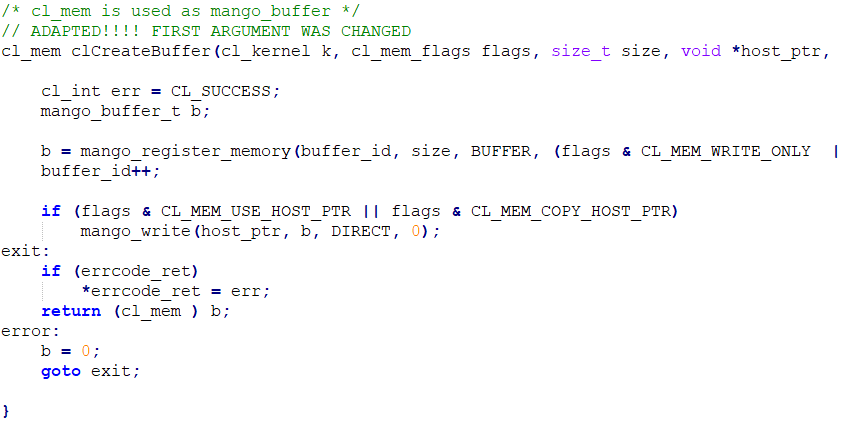 /* cl_mem is used as mango_buffer */
// ADAPTED!!!! FIRST ARGUMENT WAS CHANGED
cl_mem clCreateBuffer(cl_kernel k, cl_mem_flags flags, size_t size, void *host_ptr,
cl_int err = CL_SUCCESS;
mango_buffer_t b;
b = mango_register_memory(buffer_id, size, BUFFER, (flags & CL_MEM_WRITE_ONLY |
buffer_id++;
if (flags & CL_MEM_USE_HOST_PTR || flags & CL_MEM_COPY_HOST_PTR)
mango_write(host_ptr, b, DIRECT, 0);
exit:
if (errcode_ret)
*errcode_ret = err;
return (cl_mem ) b;
error:
b = 0;
goto exit;
}